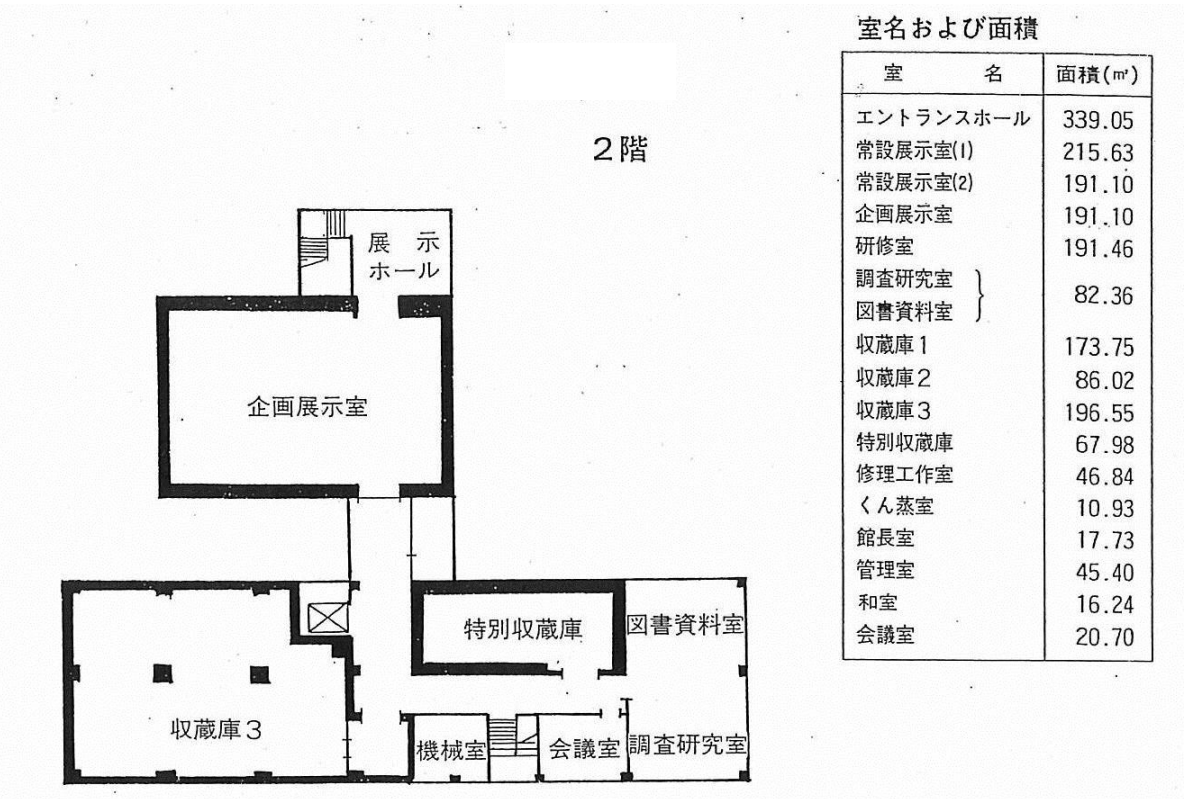 室名および面積
室 名 面積(㎡)
エントランスホール 339.05
常設展示室(1) 215.63
常設展示室(2) 191.10
企画展示室 191.10
研修室 191.46
調査研究室
図書資料室 82.36
収蔵庫1 173.75
収蔵庫2 86.02
収蔵庫3 196.55
特別収蔵庫 67.98
修理工作室 46.84
くん蒸室 10.93
館長室 17.73
管理室 45.40
和室 16.24
会議室 20.70
2階
展 示
ホール
企画展示室
特別収蔵庫
図書資料室
収蔵庫3
機械室
会議室
調査研究室